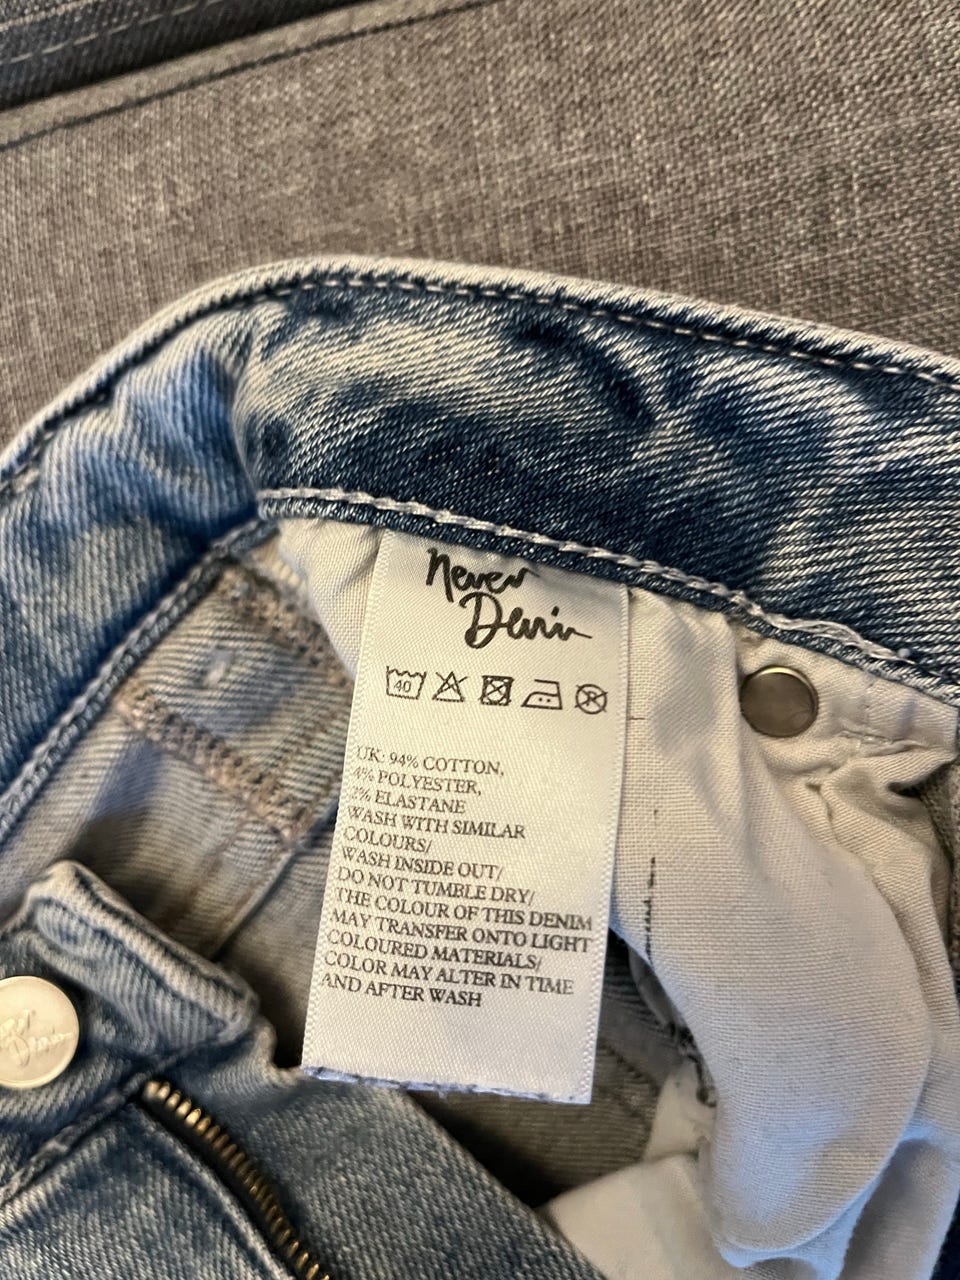 Never
Denim
40
UK: 94% COTTON,
4% POLYESTER,
2% ELASTANE
WASH WITH SIMILAR
COLOURS/
WASH INSIDE OUT/
DO NOT TUMBLE DRY/
THE COLOUR OF THIS DENIM
MAY TRANSFER ONTO LIGHT
COLOURED MATERIALS/
COLOR MAY ALTER IN TIME
AND AFTER WASH